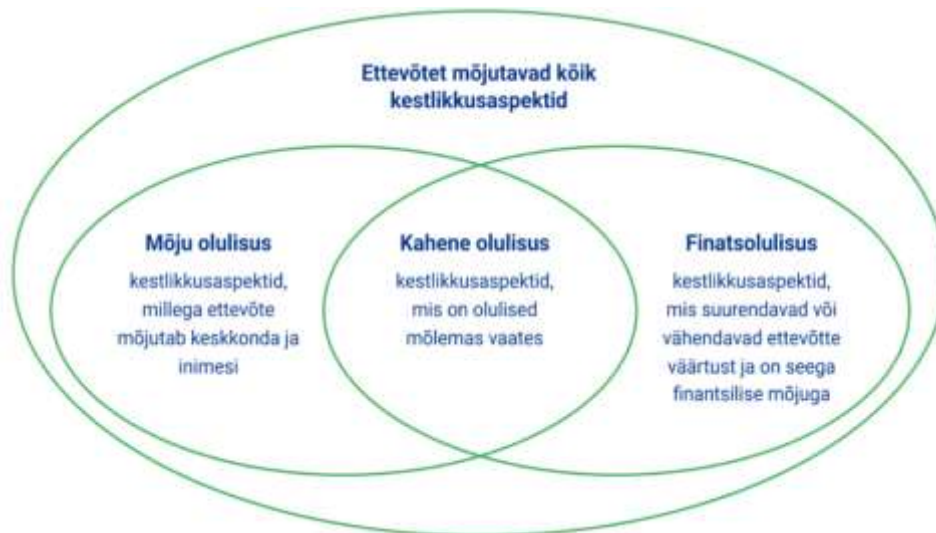 Ettevõtet mõjutavad kõik
kestlikkusaspektid
Mõju olulisus
kestlikkusaspektid,
millega ettevõte
mõjutab keskkonda ja
inimesi
Kahene olulisus
kestlikkusaspektid,
mis on olulised
mõlemas vaates
Finatsolulisus
kestlikkusaspektid,
mis suurendavad või
vähendavad ettevõtte
väärtust ja on seega
finantsilise mõjuga